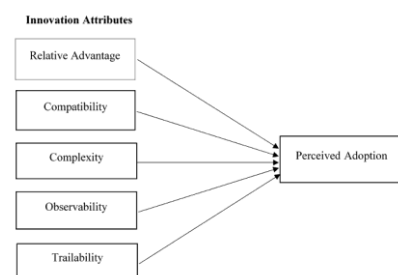 Innovation Attributes
Relative Advantage
Compatibility
Complexity
Perceived Adoption
Observability
Trailability